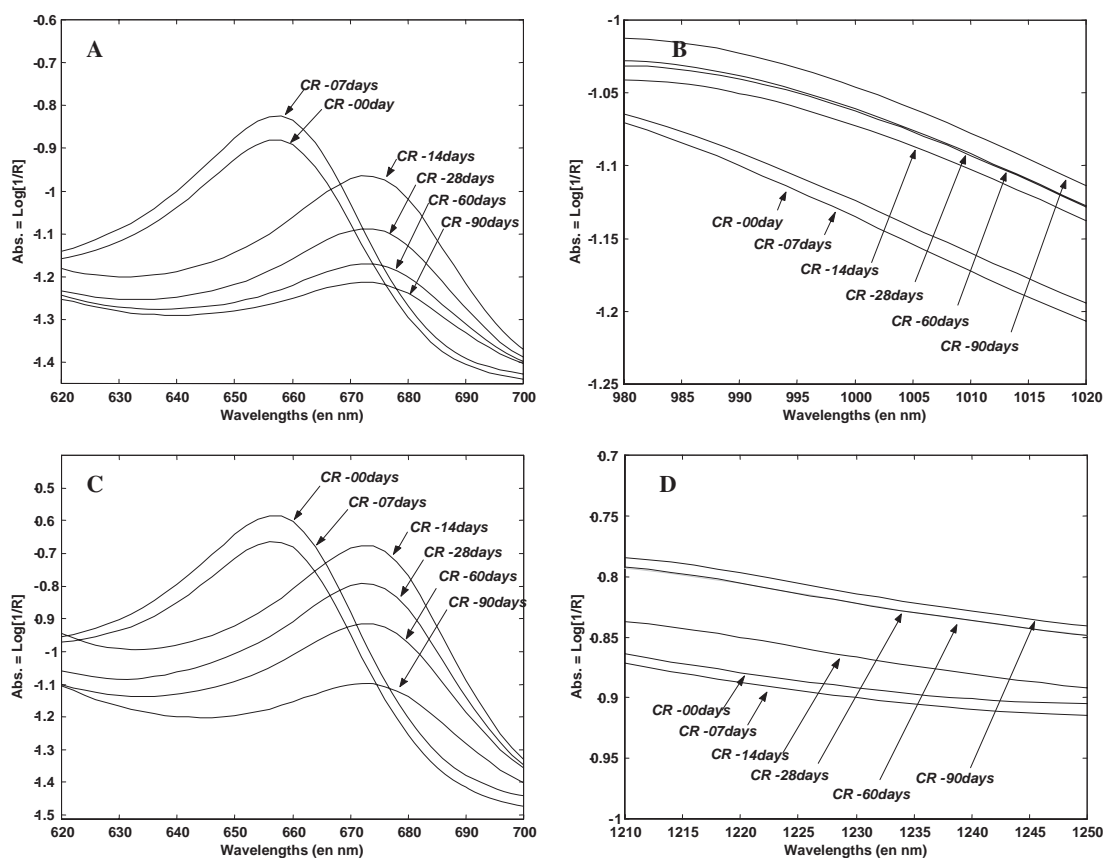 A
Abs. = Log[1/R]
-0.6
-0.7
-0.8
-0.9
-1
-1.1
-1.2
-1.3
-1.4
CR -07days
CR -00day
CR -14days
CR -28days
CR -60days
CR -90days
620 630 640 650 660 670 680 690 700
Wavelengths (en nm)
B
Abs. = Log[1/R]
-1
-1.05
-1.1
-1.15
-1.2
-1.25
CR -00day
CR -07days
CR -14days
CR -28days
CR -60days
CR -90days
980 985 990 995 1000 1005 1010 1015 1020
Wavelengths (en nm)
C
Abs. = Log[1/R]
0.5
-0.6
-0.7
-0.8
-0.9
-1
-1.1
-1.2
-1.3
-1.4
-1.5
CR -00days
CR -07days
CR -14days
CR -28days
CR -60days
CR -90days
620 630 640 650 660 670 680 690 700
Wavelengths (en nm)
D
Abs. = Log[1/R]
-0.7
-0.75
-0.8
-0.85
-0.9
-0.95
-1
CR -00days
CR -07days
CR -14days
CR -28days
CR -60days
CR -90days
1210 1215 1220 1225 1230 1235 1240 1245 1250
Wavelengths (en nm)